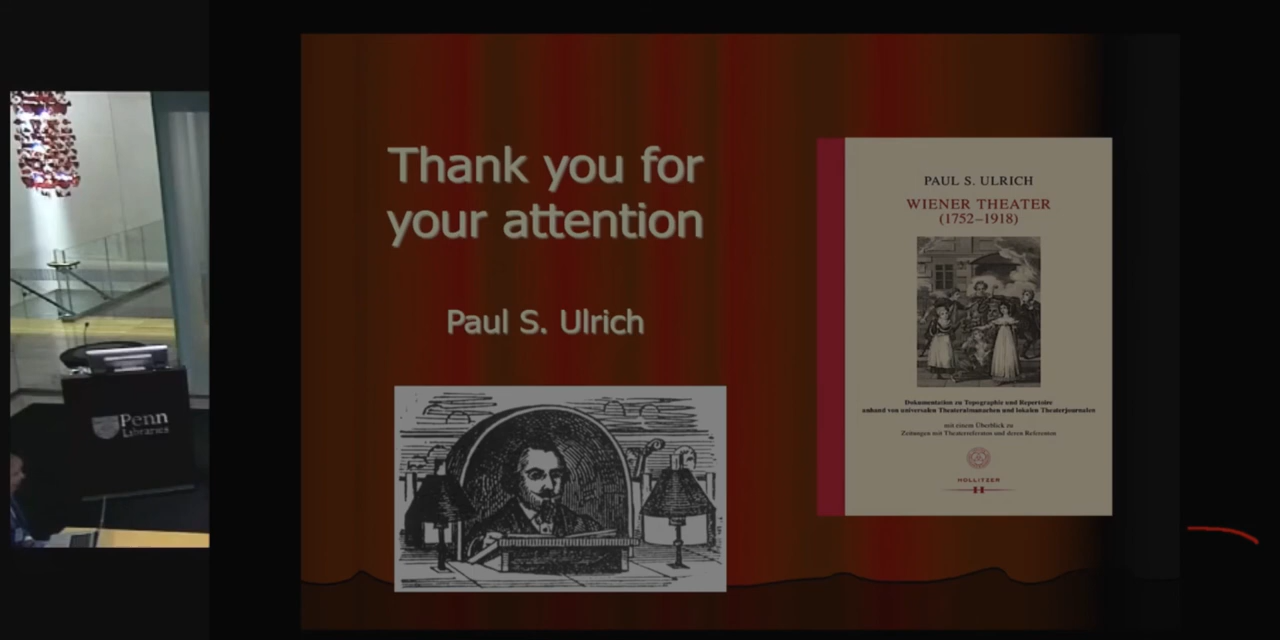 Penn
Libraries
Thank you for
your attention
Paul S. Ulrich
PAUL S. ULRICH
WIENER THEATER
(1752–1918)
Dokumentation zu Topographie und Repertoire
anhand von universalen Theateralmanachen und lokalen Theaterjournalen
mit einem Überblick zu
Zeitungen mit Theaterreferaten und deren Referenten
HOLLITZER